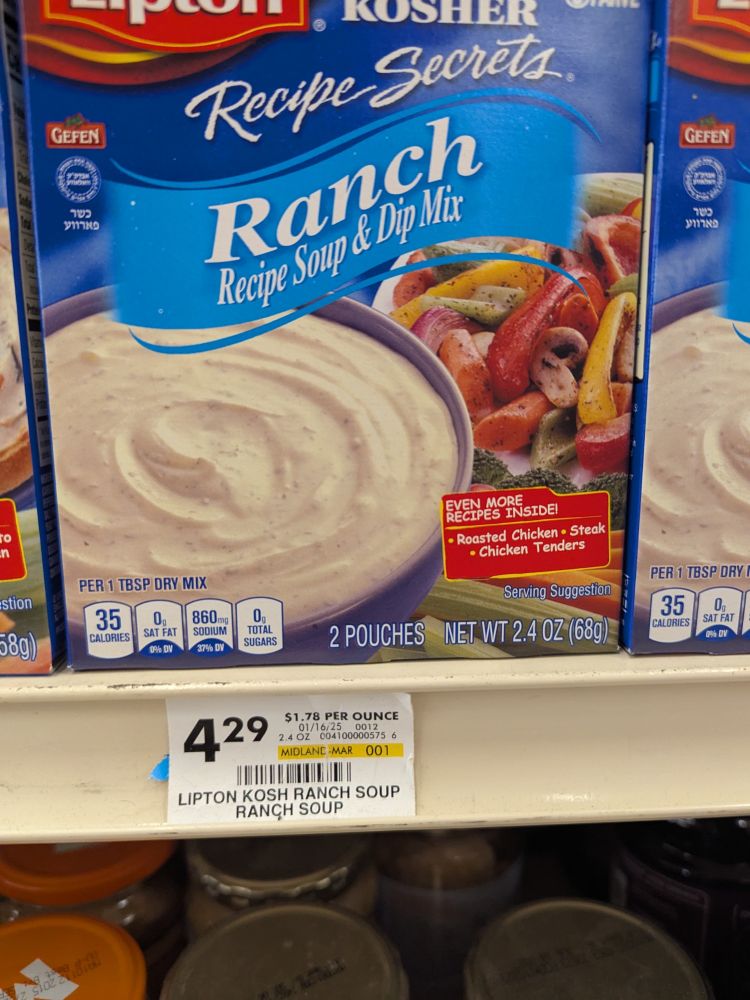 Lipton
KOSHER
®
Recipe Secrets®
GEFEN
כשר
פארווע
Ranch
Recipe Soup & Dip Mix
EVEN MORE
RECIPES INSIDE!
• Roasted Chicken • Steak
• Chicken Tenders
Serving Suggestion
PER 1 TBSP DRY MIX
35
CALORIES
0g
SAT FAT
0% DV
860mg
SODIUM
37% DV
0g
TOTAL
SUGARS
2 POUCHES NET WT 2.4 OZ (68g)
GEFEN
כשר
פארווע
PER 1 TBSP DRY
35
CALORIES
0g
SAT FAT
0% DV
4.29
$1.78 PER OUNCE
01/16/25 0012
2.4 OZ 004100000575 6
MIDLAND-MAR 001
LIPTON KOSH RANCH SOUP
RANCH SOUP